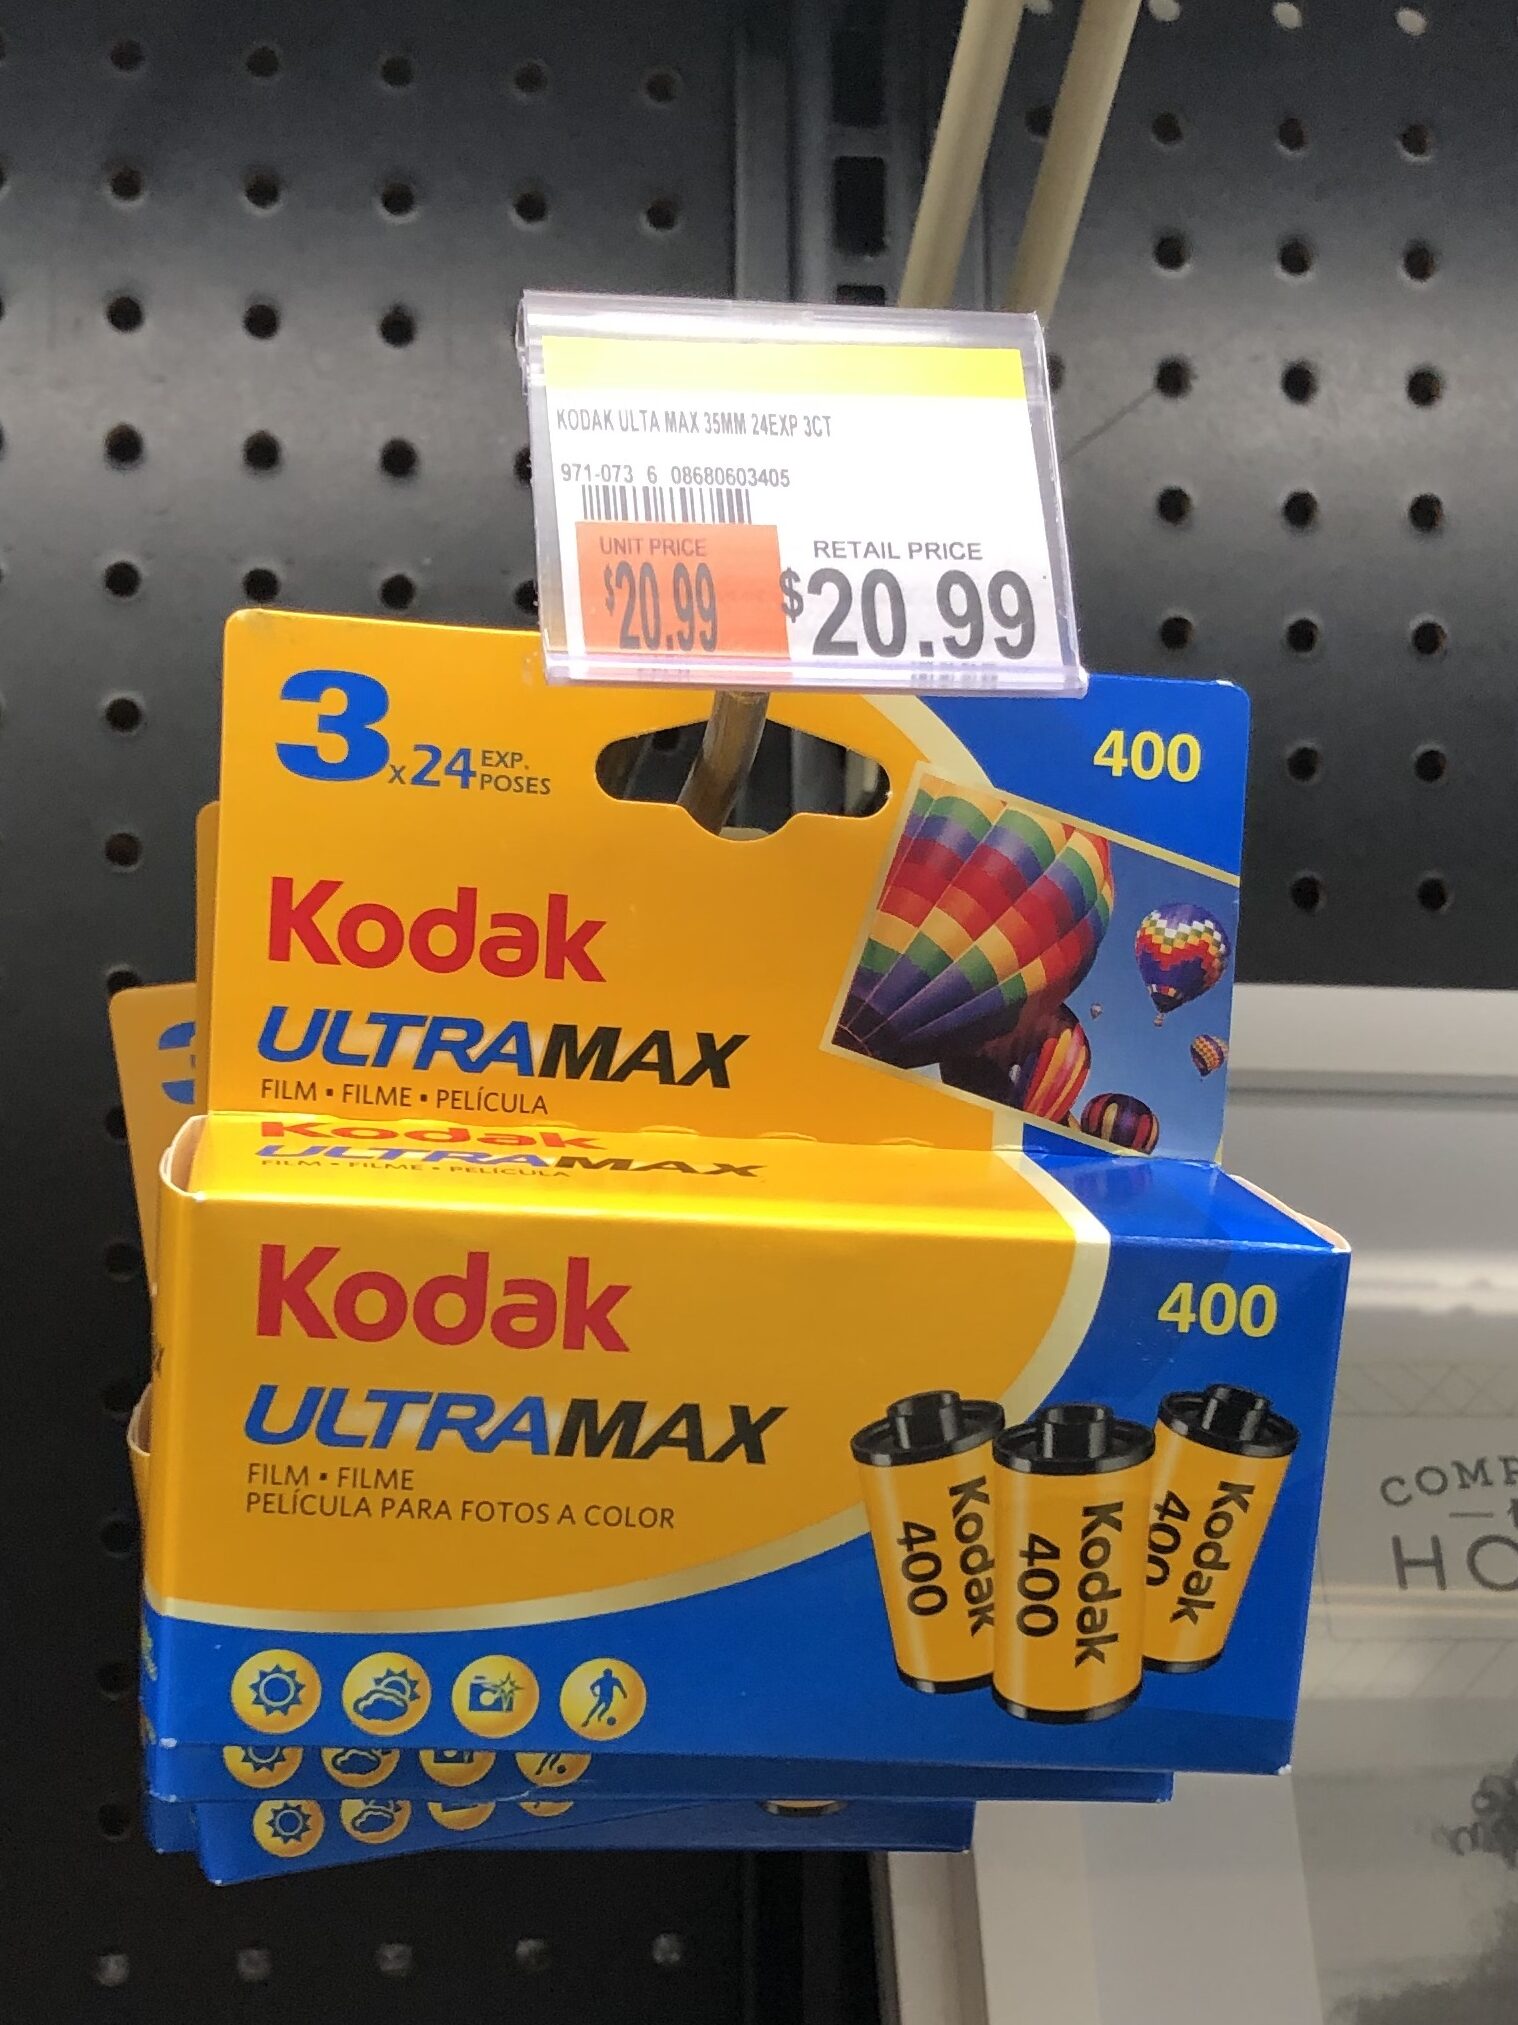 KODAK ULTA MAX 35MM 24EXP 3CT
971-073 6 08680603405
UNIT PRICE
$20.99
RETAIL PRICE
$20.99
3 x 24 EXP. POSES
400
Kodak
ULTRAMAX
FILM ▪ FILME ▪ PELÍCULA
Kodak
ULTRAMAX
FILM ▪ FILME ▪ PELÍCULA
Kodak
400
ULTRAMAX
FILM ▪ FILME
PELÍCULA PARA FOTOS A COLOR
Kodak
400
Kodak
400
Kodak
400
3
HO